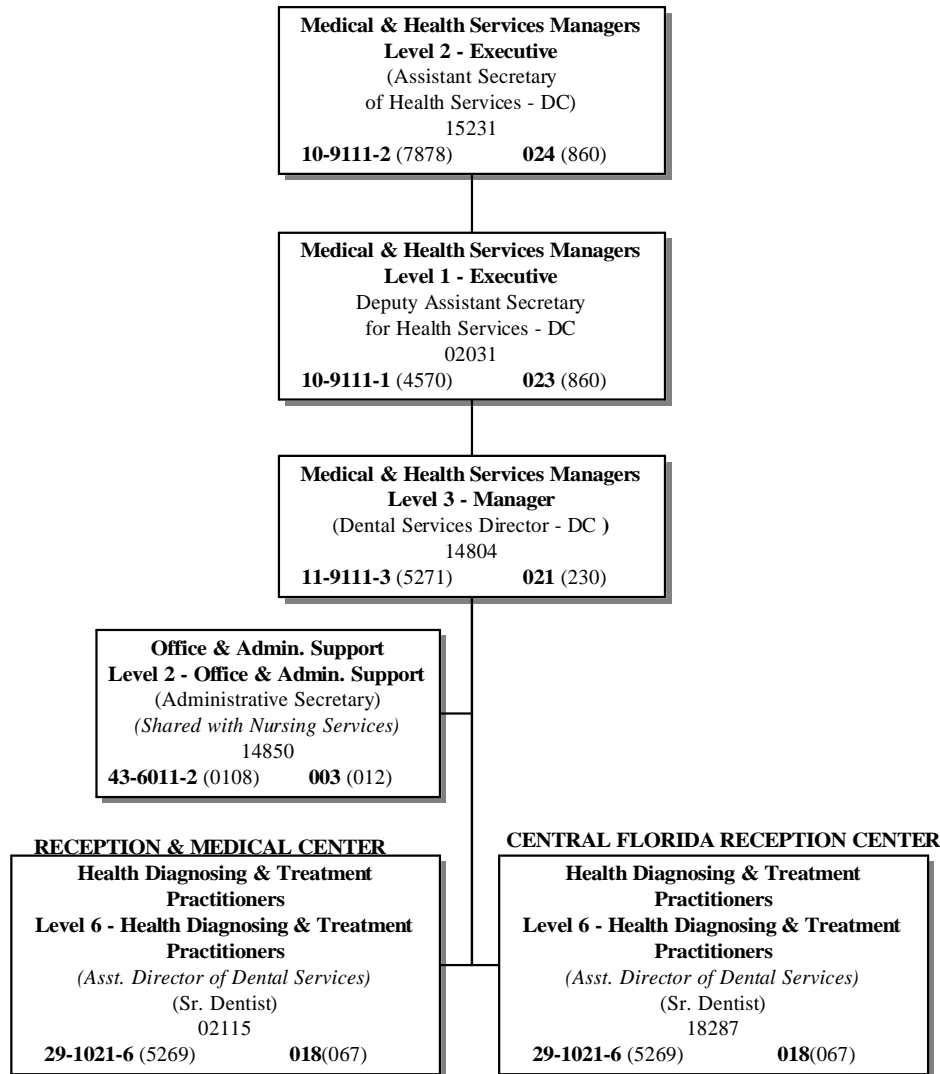 Medical & Health Services Managers
Level 2 - Executive
(Assistant Secretary
of Health Services - DC)
15231
10-9111-2 (7878) 024 (860)
Medical & Health Services Managers
Level 1 - Executive
Deputy Assistant Secretary
for Health Services - DC
02031
10-9111-1 (4570) 023 (860)
Medical & Health Services Managers
Level 3 - Manager
(Dental Services Director - DC )
14804
11-9111-3 (5271) 021 (230)
Office & Admin. Support
Level 2 - Office & Admin. Support
(Administrative Secretary)
(Shared with Nursing Services)
14850
43-6011-2 (0108) 003 (012)
RECEPTION & MEDICAL CENTER
Health Diagnosing & Treatment
Practitioners
Level 6 - Health Diagnosing & Treatment
Practitioners
(Asst. Director of Dental Services)
(Sr. Dentist)
02115
29-1021-6 (5269) 018(067)
CENTRAL FLORIDA RECEPTION CENTER
Health Diagnosing & Treatment
Practitioners
Level 6 - Health Diagnosing & Treatment
Practitioners
(Asst. Director of Dental Services)
(Sr. Dentist)
18287
29-1021-6 (5269) 018(067)